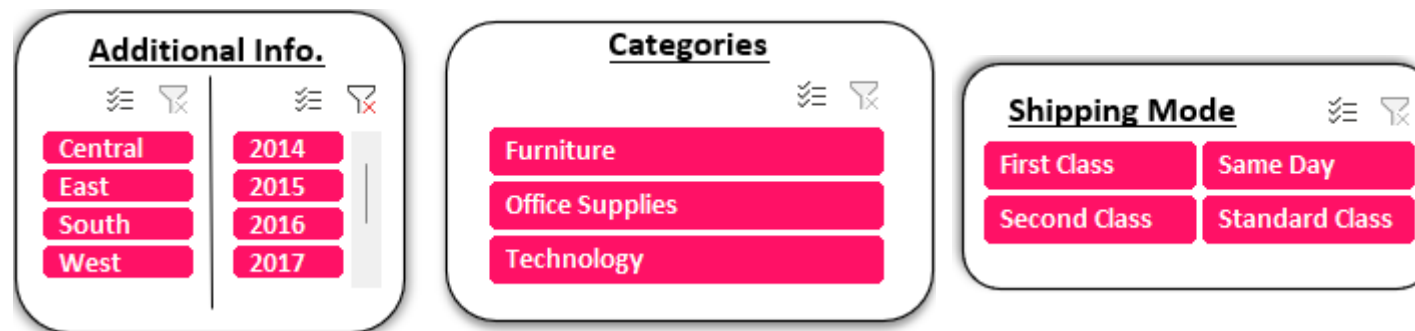 Additional Info.
Central
East
South
West
2014
2015
2016
2017
Categories
Furniture
Office Supplies
Technology
Shipping Mode
First Class
Same Day
Second Class
Standard Class